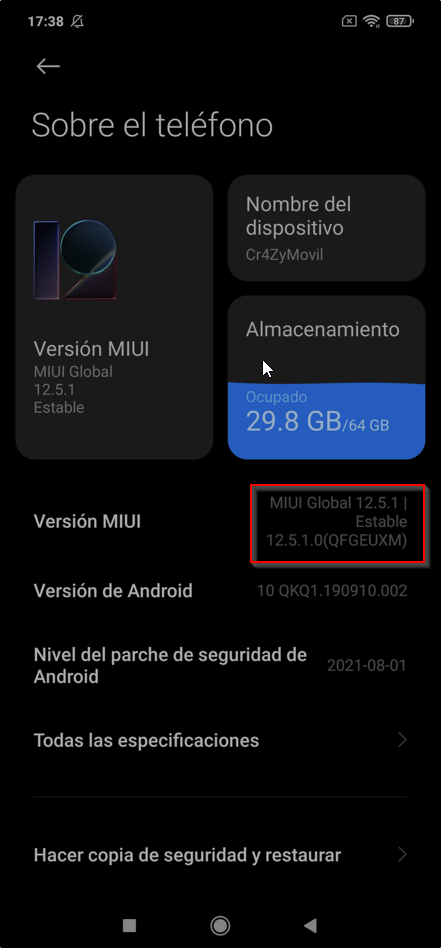 17:38
87
Sobre el teléfono
12
Versión MIUI
MIUI Global
12.5.1
Estable
Nombre del
dispositivo
Cr4ZyMovil
Almacenamiento
Ocupado
29.8 GB/64 GB
Versión MIUI
MIUI Global 12.5.1 |
Estable
12.5.1.0(QFGEUXM)
Versión de Android
10 QKQ1.190910.002
Nivel del parche de seguridad de
Android
2021-08-01
Todas las especificaciones
Hacer copia de seguridad y restaurar